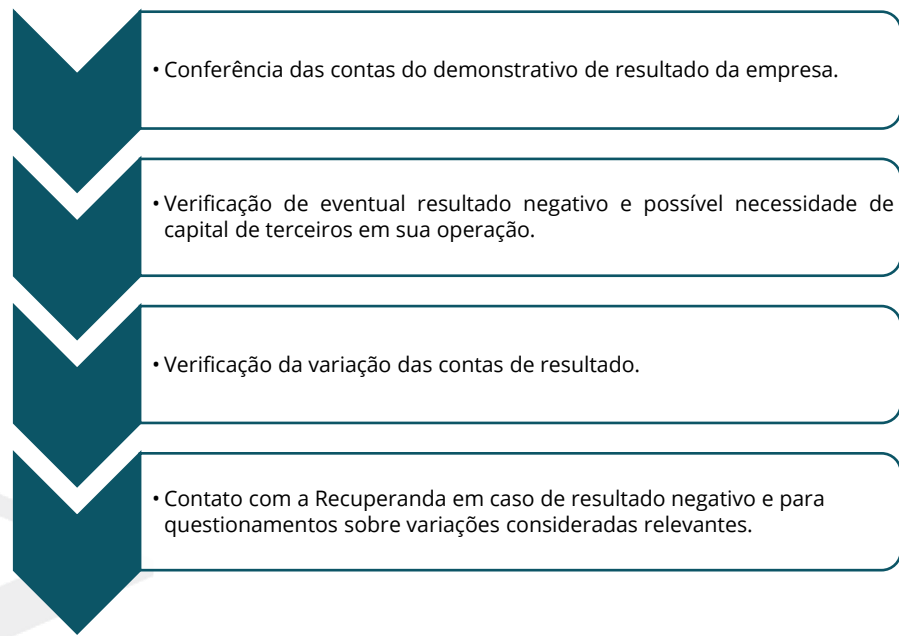 • Conferência das contas do demonstrativo de resultado da empresa.
• Verificação de eventual resultado negativo e possível necessidade de
capital de terceiros em sua operação.
• Verificação da variação das contas de resultado.
• Contato com a Recuperanda em caso de resultado negativo e para
questionamentos sobre variações consideradas relevantes.